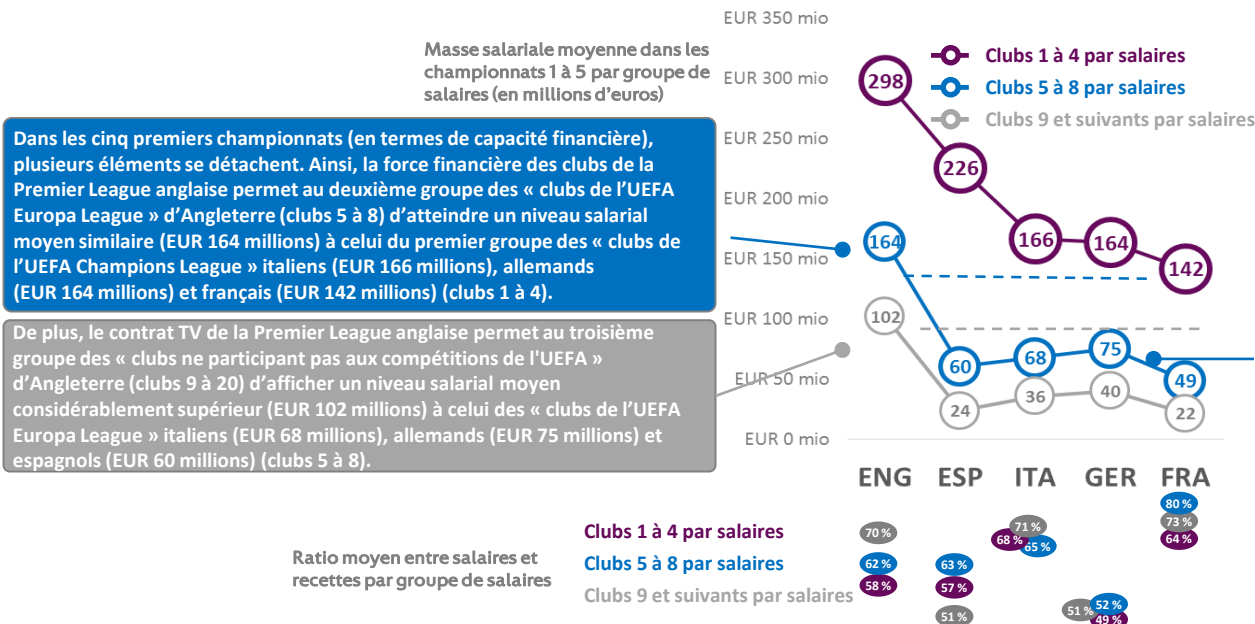 EUR 350 mio
Masse salariale moyenne dans les
championnats 1 à 5 par groupe de
salaires (en millions d'euros)
EUR 300 mio
EUR 250 mio
EUR 200 mio
EUR 150 mio
EUR 100 mio
EUR 50 mio
EUR 0 mio
Clubs 1 à 4 par salaires
Clubs 5 à 8 par salaires
Clubs 9 et suivants par salaires
Dans les cinq premiers championnats (en termes de capacité financière),
plusieurs éléments se détachent. Ainsi, la force financière des clubs de la
Premier League anglaise permet au deuxième groupe des « clubs de l'UEFA
Europa League » d'Angleterre (clubs 5 à 8) d'atteindre un niveau salarial
moyen similaire (EUR 164 millions) à celui du premier groupe des « clubs de
l'UEFA Champions League » italiens (EUR 166 millions), allemands
(EUR 164 millions) et français (EUR 142 millions) (clubs 1 à 4).
De plus, le contrat TV de la Premier League anglaise permet au troisième
groupe des « clubs ne participant pas aux compétitions de l'UEFA »
d'Angleterre (clubs 9 à 20) d'afficher un niveau salarial moyen
considérablement supérieur (EUR 102 millions) à celui des « clubs de l'UEFA
Europa League » italiens (EUR 68 millions), allemands (EUR 75 millions) et
espagnols (EUR 60 millions) (clubs 5 à 8).
298
226
166
164
142
164
60
68
75
49
102
24
36
40
22
ENG ESP ITA GER FRA
Ratio moyen entre salaires et
recettes par groupe de salaires
Clubs 1 à 4 par salaires
Clubs 5 à 8 par salaires
Clubs 9 et suivants par salaires
70 %
62 %
58 %
63 %
57 %
51 %
71 %
68 %
65 %
52 %
51 %
49 %
80 %
73 %
64 %